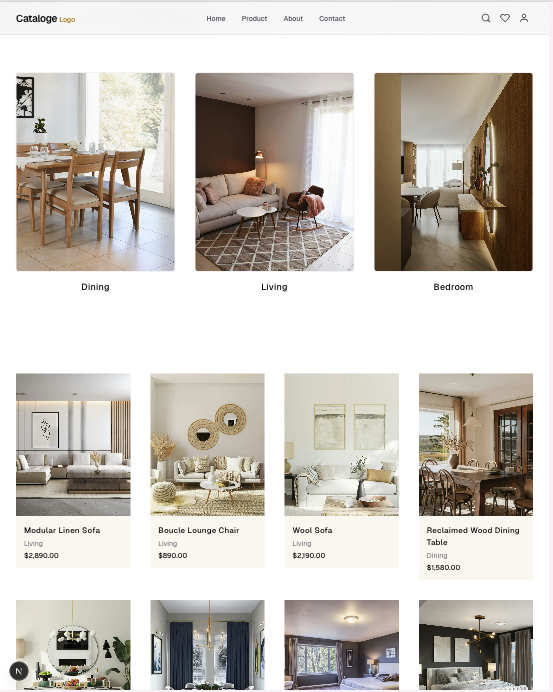 Cataloge Logo
Home Product About Contact
Dining Living Bedroom
Modular Linen Sofa
Living
$2,890.00
Boucle Lounge Chair
Living
$890.00
Wool Sofa
Living
$2,190.00
Reclaimed Wood Dining
Table
Dining
$1,580.00
N